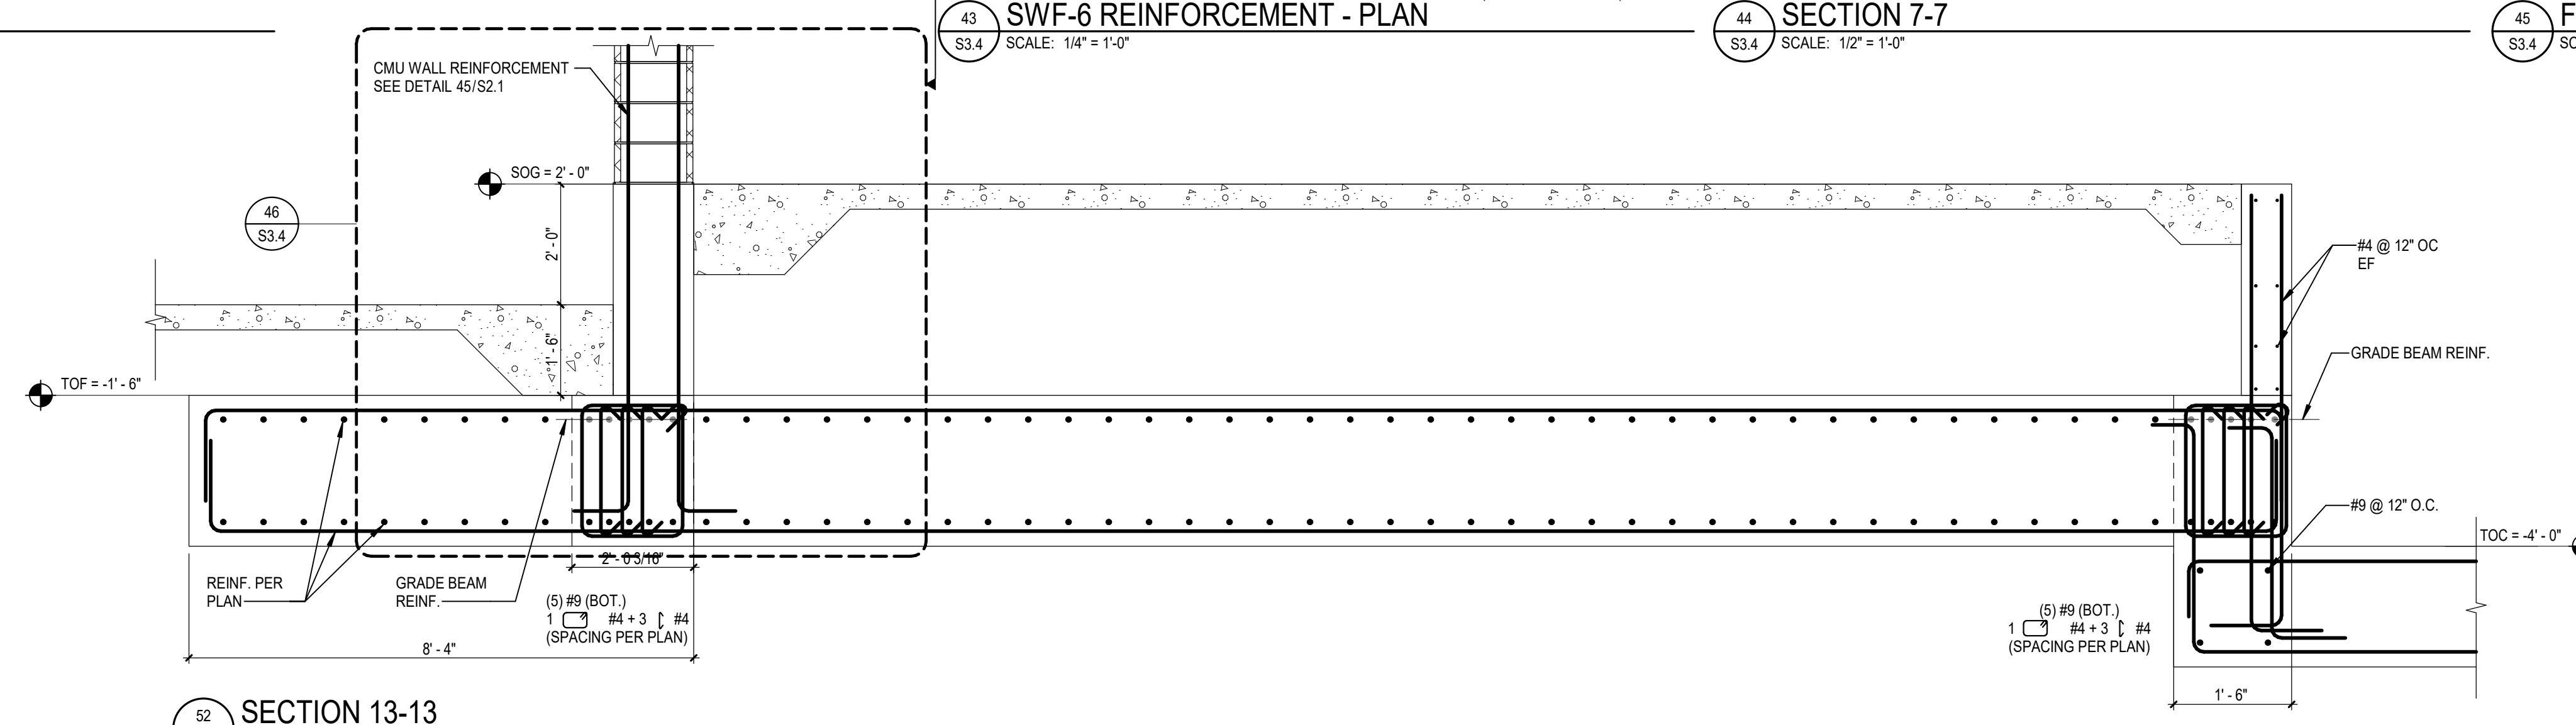 43
S3.4
SWF-6 REINFORCEMENT - PLAN
SCALE: 1/4" = 1'-0"
44
S3.4
SECTION 7-7
SCALE: 1/2" = 1'-0"
45
S3.4
CMU WALL REINFORCEMENT
SEE DETAIL 45/S2.1
SOG = 2' - 0"
46
S3.4
2' - 0"
1' - 6"
TOF = -1' - 6"
#4 @ 12" OC
EF
GRADE BEAM REINF.
#9 @ 12" O.C.
TOC = -4' - 0"
2' - 0 3/16"
REINF. PER
PLAN
GRADE BEAM
REINF.
(5) #9 (BOT.)
1 #4 + 3 #4
(SPACING PER PLAN)
8' - 4"
(5) #9 (BOT.)
1 #4 + 3 #4
(SPACING PER PLAN)
1' - 6"
52
SECTION 13-13